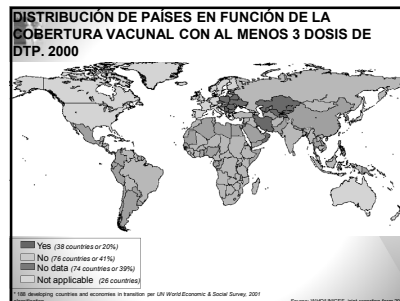 DISTRIBUCIÓN DE PAÍSES EN FUNCIÓN DE LA
COBERTURA VACUNAL CON AL MENOS 3 DOSIS DE
DTP. 2000
Yes (38 countries or 20%)
No (76 countries or 41%)
No data (74 countries or 39%)
Not applicable (26 countries)
developing countries and economies in transition per UN World Economic & Social Survey, 2001